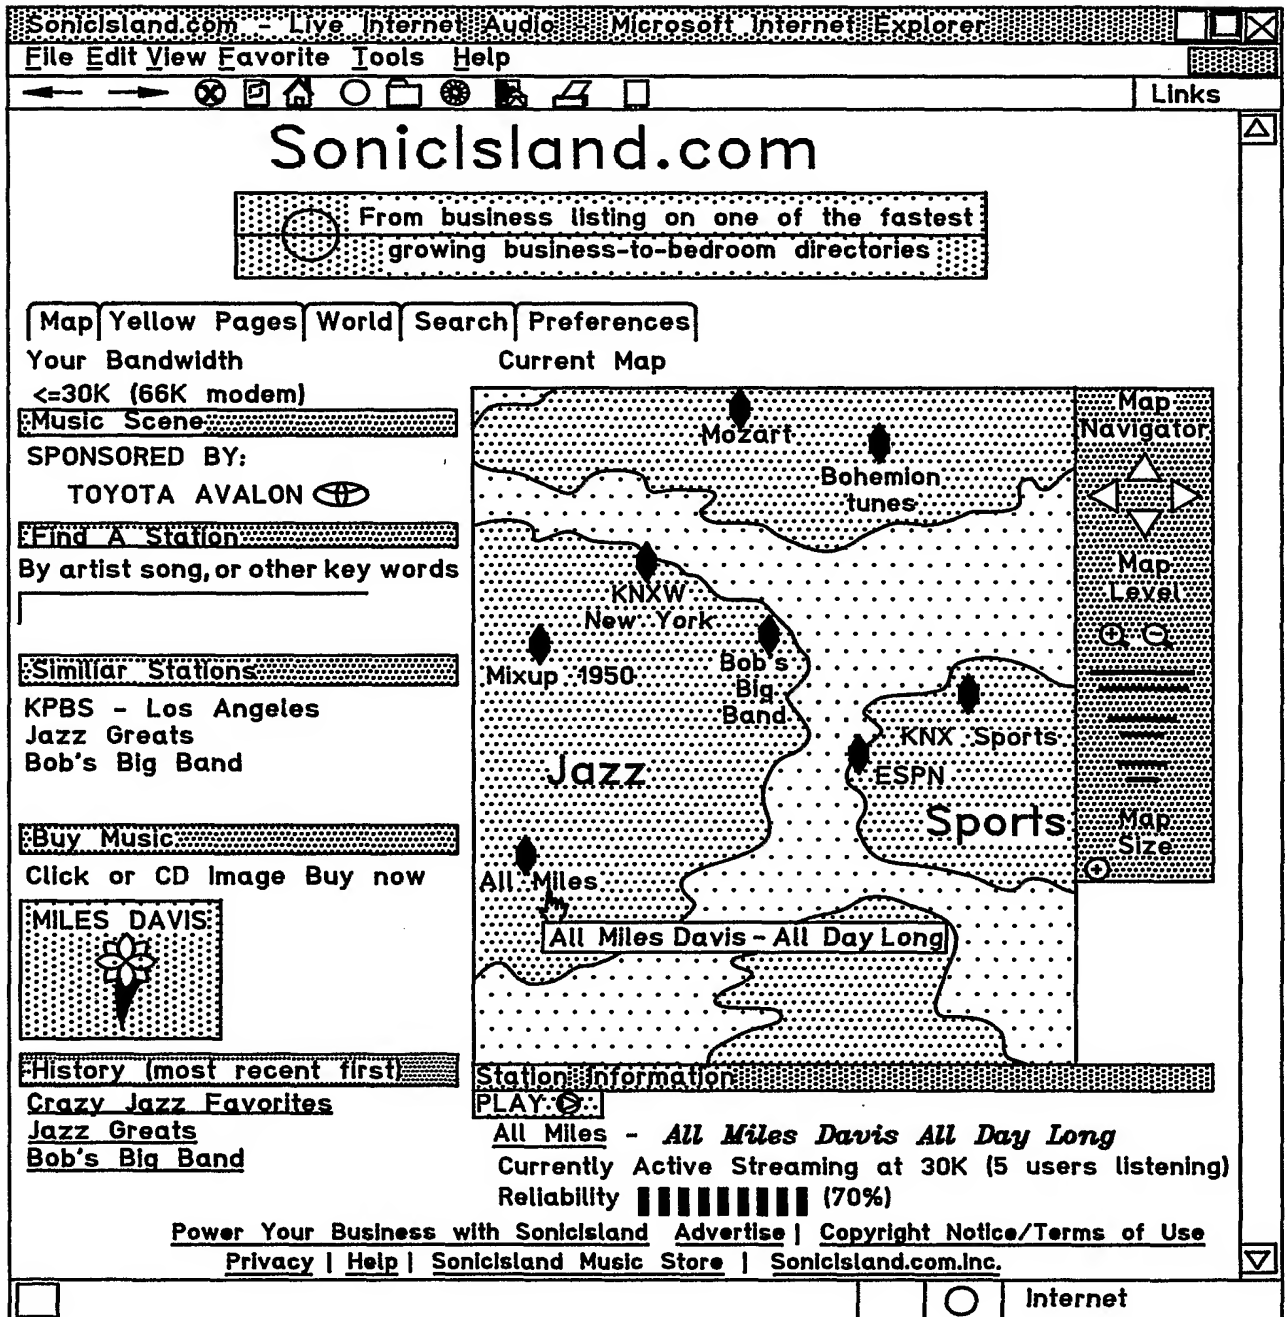 SonicIsland.com - Live Internet Audio - Microsoft Internet Explorer
File Edit View Favorite Tools Help
Links
SonicIsland.com
From business listing on one of the fastest
growing business-to-bedroom directories
Map Yellow Pages World Search Preferences
Your Bandwidth
<=30K (66K modem)
Music Scene
SPONSORED BY:
TOYOTA AVALON
Find A Station
By artist song, or other key words
Similiar Stations
KPBS - Los Angeles
Jazz Greats
Bob's Big Band
Buy Music
Click or CD Image Buy now
MILES DAVIS
History (most recent first)
Crazy Jazz Favorites
Jazz Greats
Bob's Big Band
Current Map
Mozart
Bohemion
tunes
KNXW
New York
Mixup 1950
Bob's
Big
Band
KNX Sports
ESPN
Jazz
Sports
All Miles
All Miles Davis - All Day Long
Map
Navigator
Map
Level
Map
Size
Station Information
PLAY
All Miles - All Miles Davis All Day Long
Currently Active Streaming at 30K (5 users listening)
Reliability (70%)
Power Your Business with SonicIsland Advertise | Copyright Notice/Terms of Use
Privacy | Help | SonicIsland Music Store | SonicIsland.com.inc.
Internet